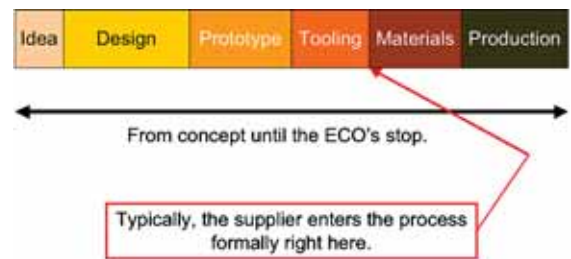 Idea Design Prototype Tooling Materials Production
From concept until the ECO's stop.
Typically, the supplier enters the process
formally right here.